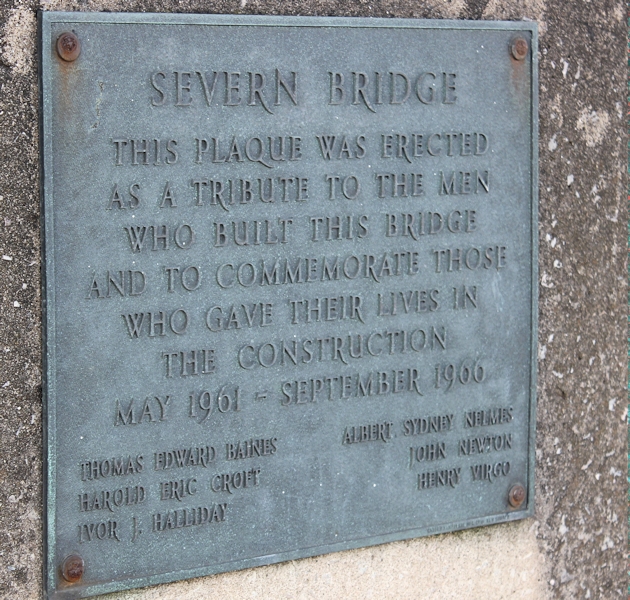 SEVERN BRIDGE
THIS PLAQUE WAS ERECTED
AS A TRIBUTE TO THE MEN
WHO BUILT THIS BRIDGE
AND TO COMMEMORATE THOSE
WHO GAVE THEIR LIVES IN
THE CONSTRUCTION
MAY 1961 – SEPTEMBER 1966
THOMAS EDWARD BAINES
HAROLD ERIC CROFT
IVOR J. HALLIDAY
ALBERT SYDNEY NELMES
JOHN NEWTON
HENRY VIRGO